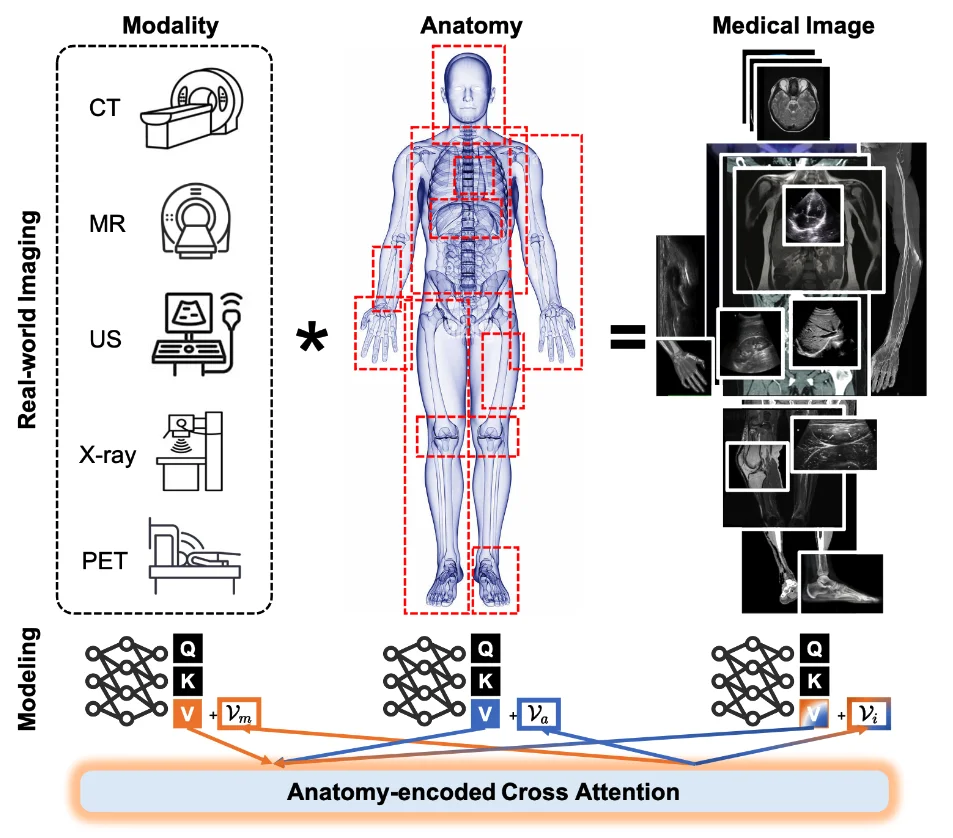 Modality
Anatomy
Medical Image
Real-world Imaging
CT
MR
US
X-ray
PET
*
=
Modeling
Q
K
V
+
𝒱m
Q
K
V
+
𝒱a
Q
K
V
+
𝒱i
Anatomy-encoded Cross Attention